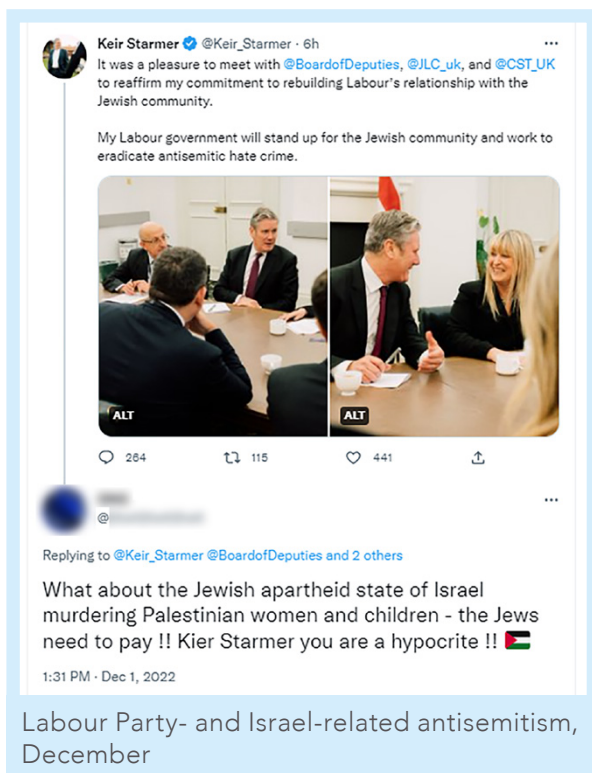 Keir Starmer @Keir_Starmer · 6h
It was a pleasure to meet with @BoardofDeputies, @JLC_uk, and @CST_UK
to reaffirm my commitment to rebuilding Labour's relationship with the
Jewish community.
My Labour government will stand up for the Jewish community and work to
eradicate antisemitic hate crime.
ALT
ALT
264
115
441
@
Replying to @Keir_Starmer @BoardofDeputies and 2 others
What about the Jewish apartheid state of Israel
murdering Palestinian women and children - the Jews
need to pay !! Kier Starmer you are a hypocrite !! 🇵🇸
1:31 PM · Dec 1, 2022
Labour Party- and Israel-related antisemitism,
December